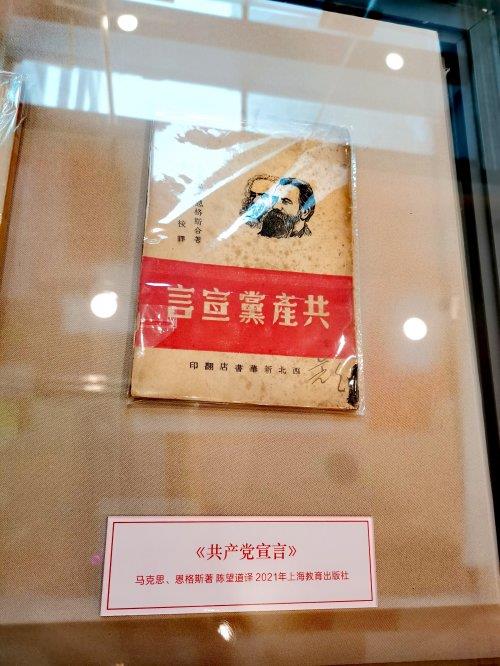 恩格斯合著
校譯
共產黨宣言
西北新華書店翻印
《共产党宣言》
马克思、恩格斯著 陈望道译 2021年上海教育出版社